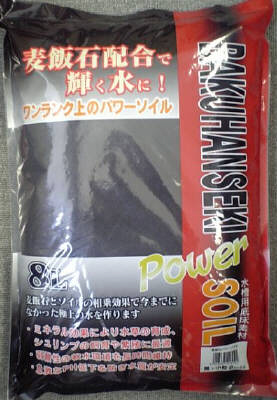 麦飯石配合で
輝く水に!
ワンランク上のパワーソイル
BAKUHANSEKI
Power
SOIL
水槽用底床素材
8L
麦飯石とソイルの相乗効果で今までに
なかった極上の水を作ります
・ミネラル効果により水草の育成、
シュリンプの飼育や繁殖に最適